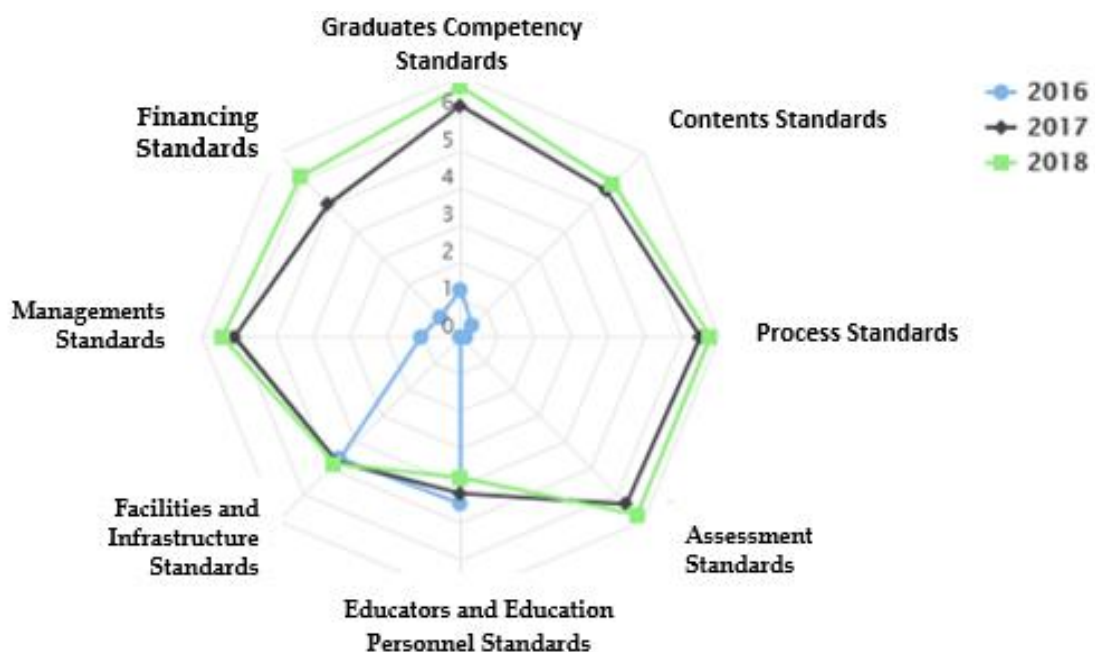 Graduates Competency
Standards
Financing
Standards
Contents Standards
2016
2017
2018
6
5
4
3
2
1
0
Managements
Standards
Process Standards
Facilities and
Infrastructure
Standards
Assessment
Standards
Educators and Education
Personnel Standards